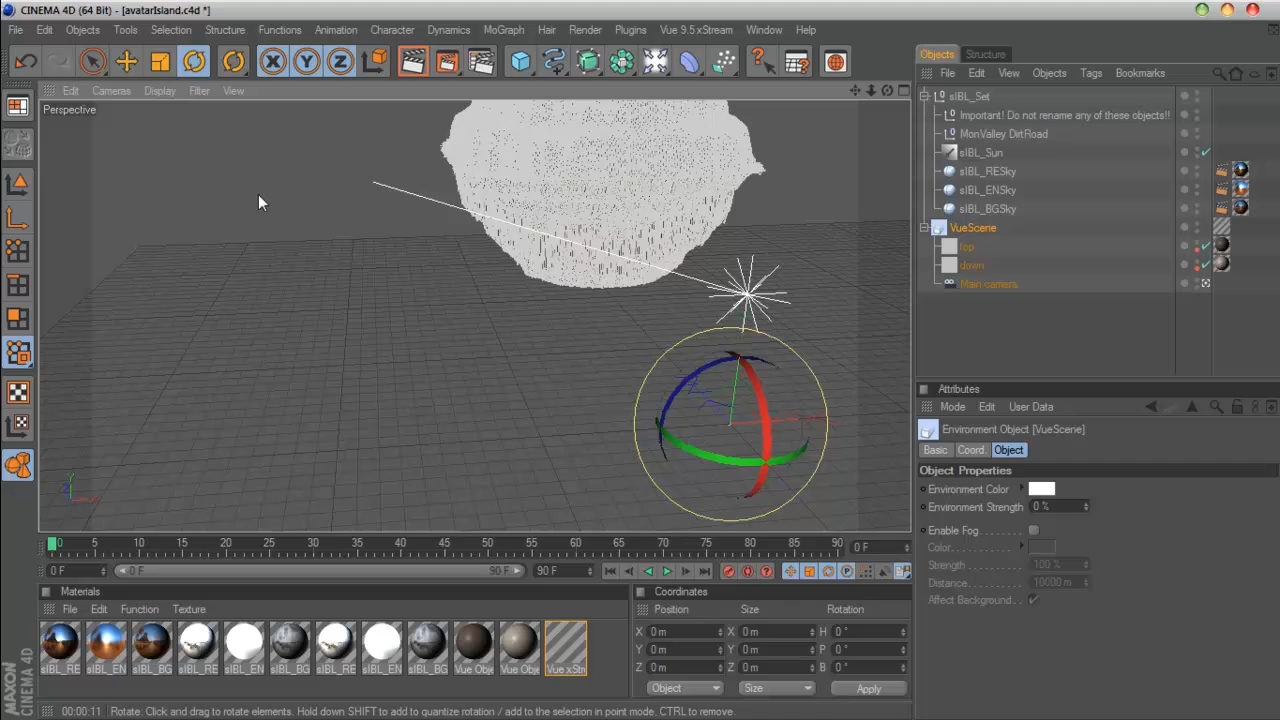 CINEMA 4D (64 Bit) - [avatarIsland.c4d *]
File Edit Objects Tools Selection Structure Functions Animation Character Dynamics MoGraph Hair Render Plugins Vue 9.5 xStream Window Help
Objects Structure
File Edit View Objects Tags Bookmarks
Edit Cameras Display Filter View
Perspective
sIBL_Set
Important! Do not rename any of these objects!!
MonValley DirtRoad
sIBL_Sun
sIBL_RESky
sIBL_ENSky
sIBL_BGSky
VueScene
top
down
Main camera
Attributes
Mode Edit User Data
Environment Object [VueScene]
Basic Coord. Object
Object Properties
Environment Color
Environment Strength 0 %
Enable Fog
Color
Strength 100 %
Distance 10000 m
Affect Background
0 5 10 15 20 25 30 35 40 45 50 55 60 65 70 75 80 85 90 0 F
0 F 0 F 90 F 90 F
Materials
File Edit Function Texture
sIBL_RE sIBL_EN sIBL_BG sIBL_RE sIBL_EN sIBL_BG sIBL_RE sIBL_EN sIBL_BG Vue Obje Vue Obje Vue xStr
Coordinates
Position Size Rotation
X 0 m X 0 m H 0 °
Y 0 m Y 0 m P 0 °
Z 0 m Z 0 m B 0 °
Object Size Apply
MAXON CINEMA 4D
00:00:11 Rotate: Click and drag to rotate elements. Hold down SHIFT to add to quantize rotation / add to the selection in point mode, CTRL to remove.